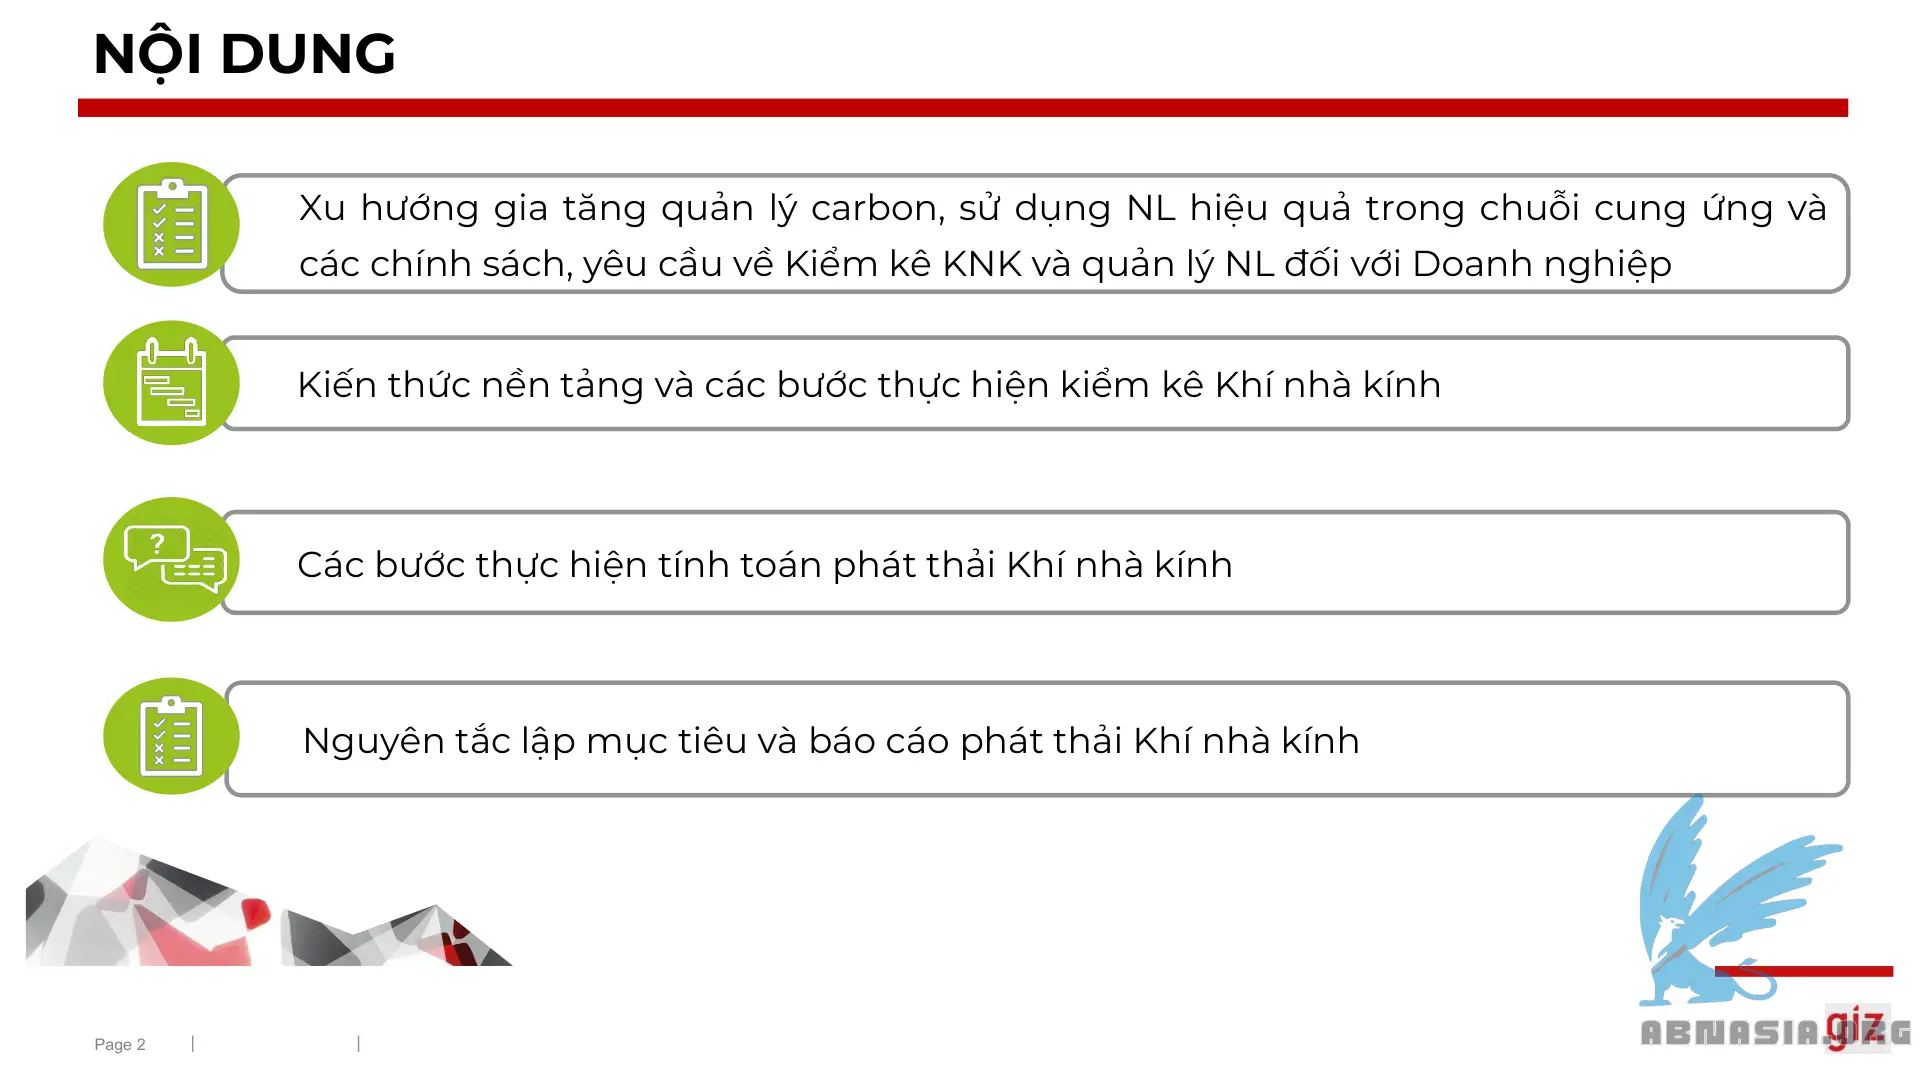 NỘI DUNG
Xu hướng gia tăng quản lý carbon, sử dụng NL hiệu quả trong chuỗi cung ứng và
các chính sách, yêu cầu về Kiểm kê KNK và quản lý NL đối với Doanh nghiệp
Kiến thức nền tảng và các bước thực hiện kiểm kê Khí nhà kính
?
Các bước thực hiện tính toán phát thải Khí nhà kính
Nguyên tắc lập mục tiêu và báo cáo phát thải Khí nhà kính
Page 2
giz
ABNASIA.ORG